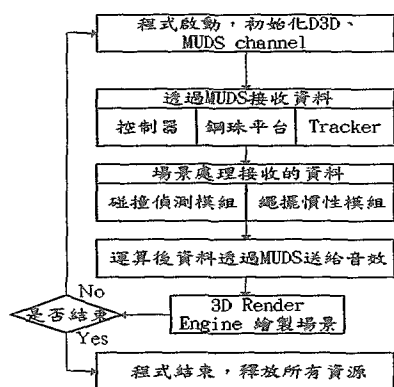 程式啟動，初始化D3D、
MUDS channel
透過MUDS接收資料
控制器
鋼珠平台
Tracker
場景處理接收的資料
碰撞偵測模組
繩擺慣性模組
運算後資料透過MUDS送給音效
3D Render
Engine 繪製場景
No
是否結束
Yes
程式結束，釋放所有資源